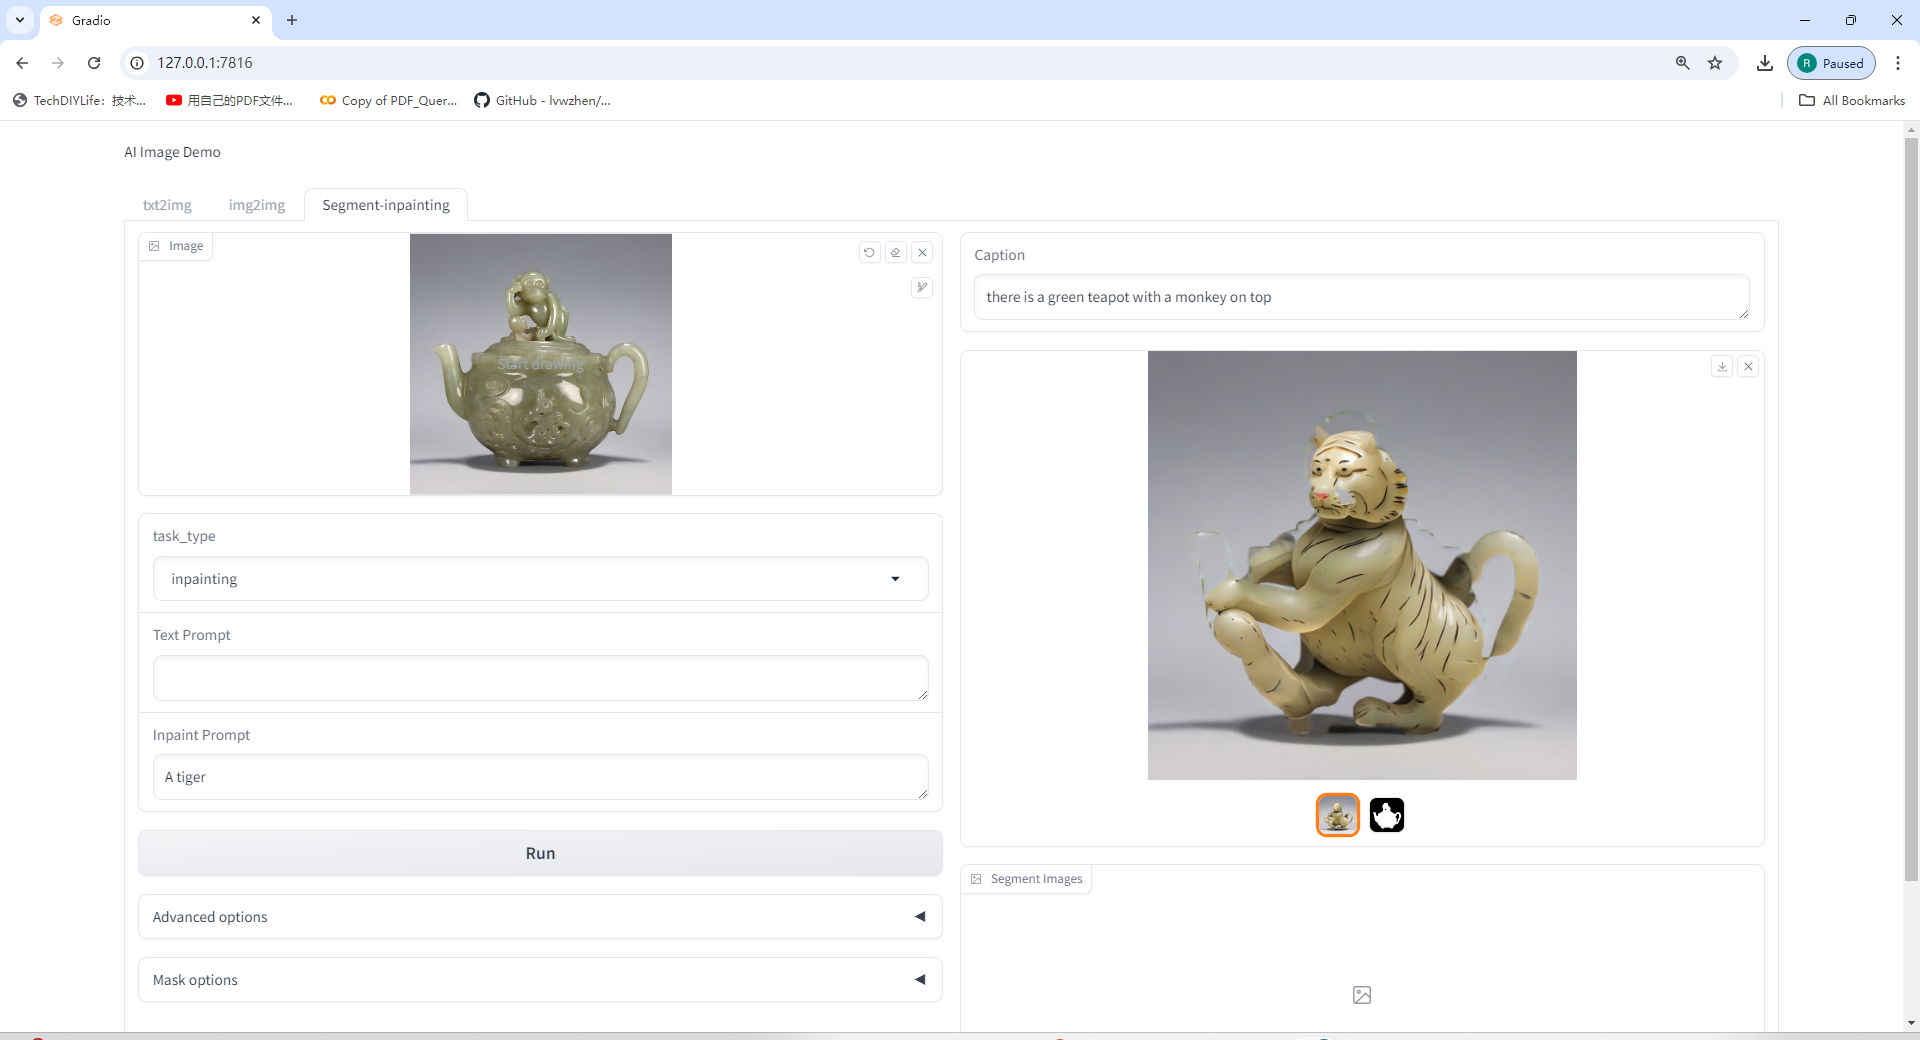 Gradio
127.0.0.1:7816
R Paused
TechDIYLife：技术...
用自己的PDF文件...
Copy of PDF_Quer...
GitHub - lvwzhen/...
All Bookmarks
AI Image Demo
txt2img
img2img
Segment-inpainting
Image
Start drawing
task_type
inpainting
Text Prompt
Inpaint Prompt
A tiger
Run
Advanced options
Mask options
Caption
there is a green teapot with a monkey on top
Segment Images